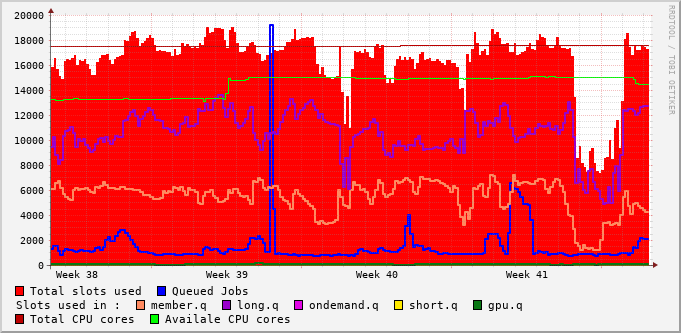 20000
18000
16000
14000
12000
10000
8000
6000
4000
2000
0
Week 38 Week 39 Week 40 Week 41
RRDTOOL / TOBI OETIKER
Total slots used Queued Jobs
Slots used in : member.q long.q ondemand.q short.q gpu.q
Total CPU cores Availale CPU cores